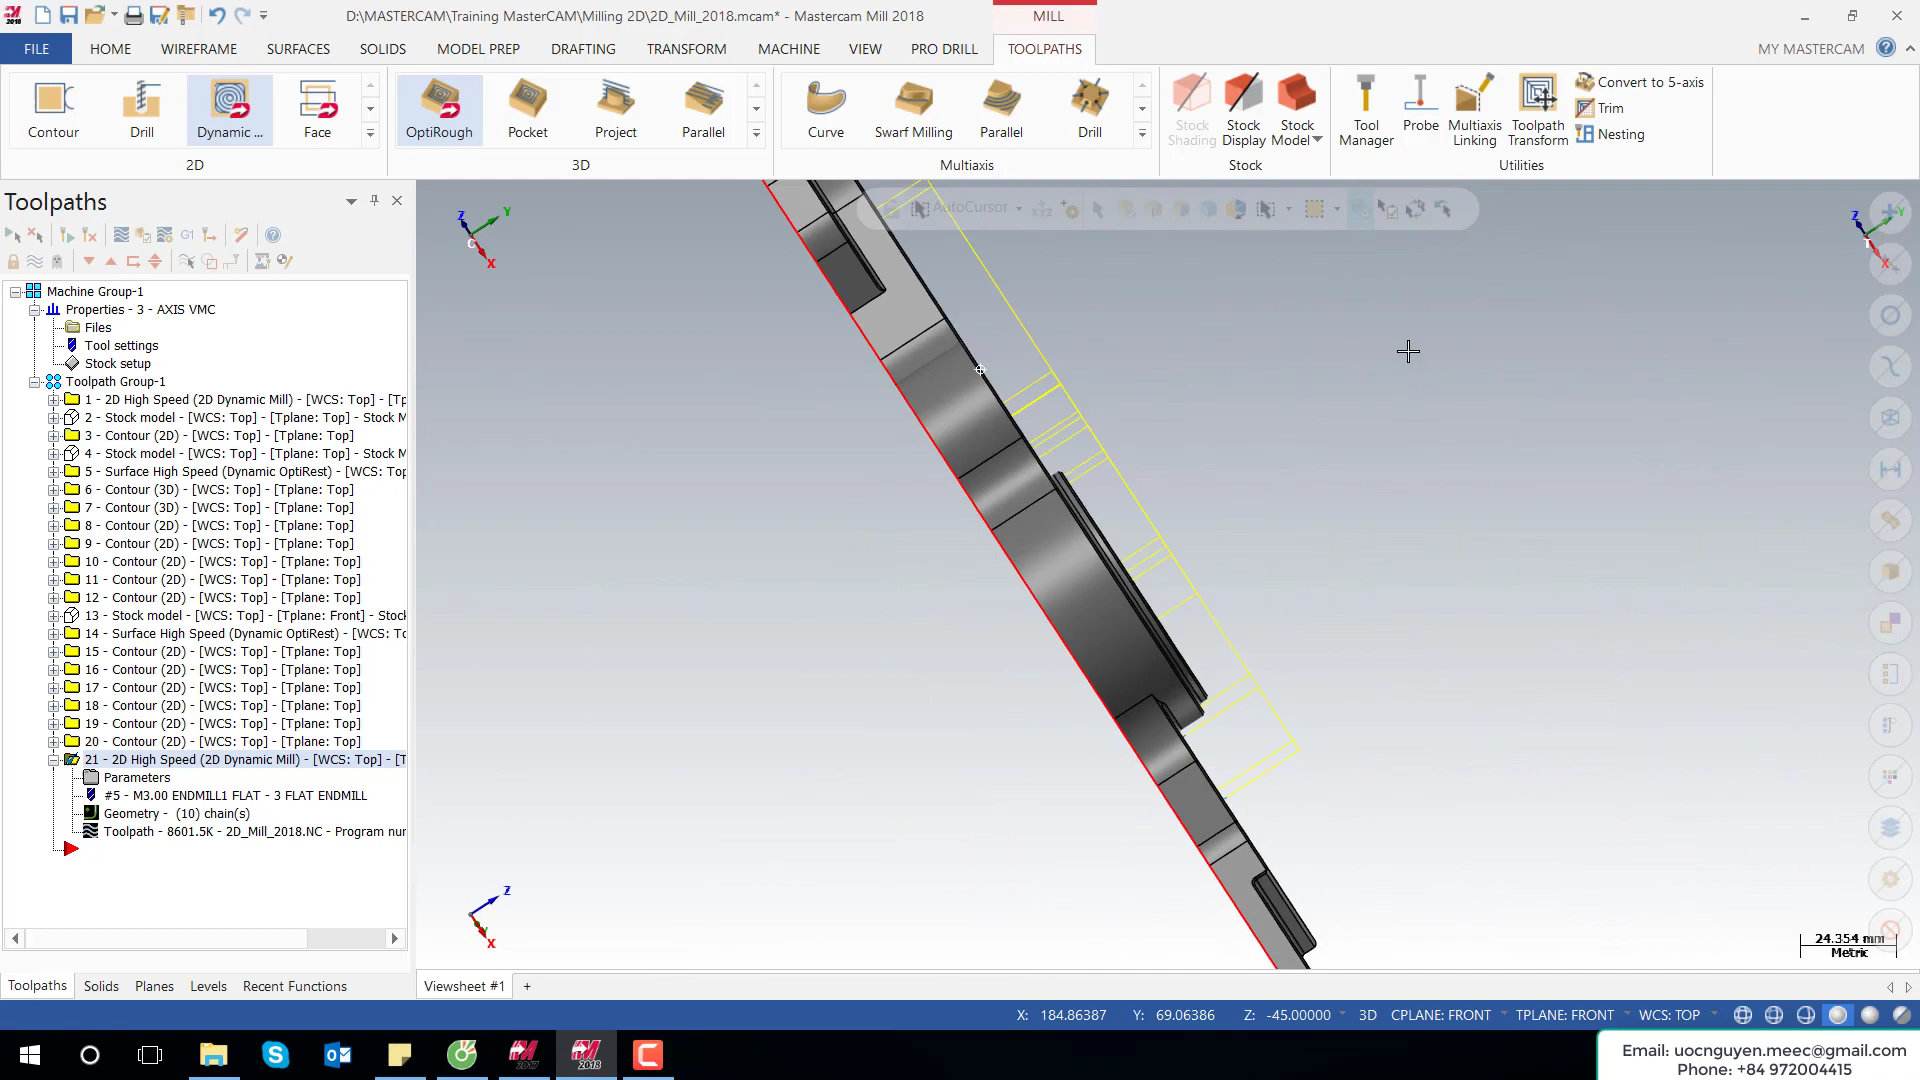 D:\MASTERCAM\Training MasterCAM\Milling 2D\2D_Mill_2018.mcam* - Mastercam Mill 2018
MILL
FILE HOME WIREFRAME SURFACES SOLIDS MODEL PREP DRAFTING TRANSFORM MACHINE VIEW PRO DRILL TOOLPATHS MY MASTERCAM
Contour Drill Dynamic ... Face
OptiRough Pocket Project Parallel
Curve Swarf Milling Parallel Drill
Stock Shading
Stock Display
Stock Model
Tool Manager
Probe
Multiaxis Linking
Toolpath Transform
Convert to 5-axis
Trim
Nesting
2D 3D Multiaxis Stock Utilities
Toolpaths
G1
AutoCursor
Machine Group-1
Properties - 3 - AXIS VMC
Files
Tool settings
Stock setup
Toolpath Group-1
1 - 2D High Speed (2D Dynamic Mill) - [WCS: Top] - [Tp
2 - Stock model - [WCS: Top] - [Tplane: Top] - Stock M
3 - Contour (2D) - [WCS: Top] - [Tplane: Top]
4 - Stock model - [WCS: Top] - [Tplane: Top] - Stock M
5 - Surface High Speed (Dynamic OptiRest) - [WCS: Top
6 - Contour (3D) - [WCS: Top] - [Tplane: Top]
7 - Contour (3D) - [WCS: Top] - [Tplane: Top]
8 - Contour (2D) - [WCS: Top] - [Tplane: Top]
9 - Contour (2D) - [WCS: Top] - [Tplane: Top]
10 - Contour (2D) - [WCS: Top] - [Tplane: Top]
11 - Contour (2D) - [WCS: Top] - [Tplane: Top]
12 - Contour (2D) - [WCS: Top] - [Tplane: Top]
13 - Stock model - [WCS: Top] - [Tplane: Front] - Stock
14 - Surface High Speed (Dynamic OptiRest) - [WCS: To
15 - Contour (2D) - [WCS: Top] - [Tplane: Top]
16 - Contour (2D) - [WCS: Top] - [Tplane: Top]
17 - Contour (2D) - [WCS: Top] - [Tplane: Top]
18 - Contour (2D) - [WCS: Top] - [Tplane: Top]
19 - Contour (2D) - [WCS: Top] - [Tplane: Top]
20 - Contour (2D) - [WCS: Top] - [Tplane: Top]
21 - 2D High Speed (2D Dynamic Mill) - [WCS: Top] - [T
Parameters
#5 - M3.00 ENDMILL1 FLAT - 3 FLAT ENDMILL
Geometry - (10) chain(s)
Toolpath - 8601.5K - 2D_Mill_2018.NC - Program nur
Z Y C X
Z Y T X
Z Y X
24.354 mm
Metric
Toolpaths Solids Planes Levels Recent Functions
Viewsheet #1 +
X: 184.86387 Y: 69.06386 Z: -45.00000 3D CPLANE: FRONT TPLANE: FRONT WCS: TOP
2017 2018
Email: uocnguyen.meec@gmail.com
Phone: +84 972004415